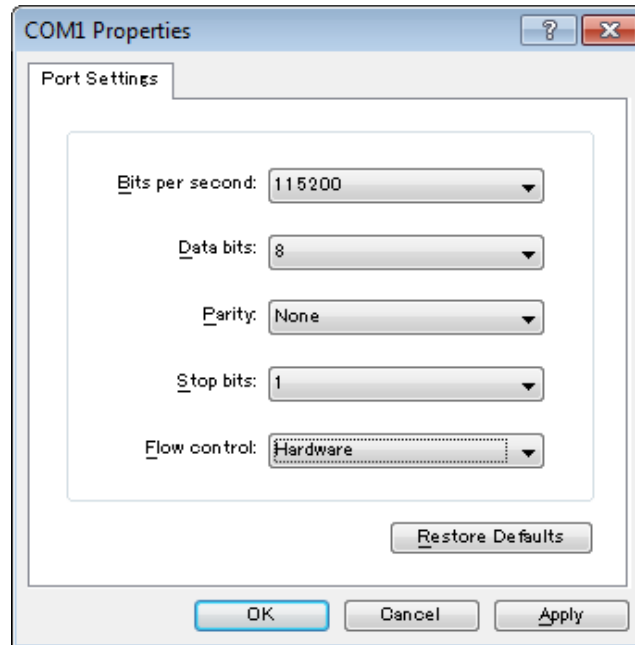 COM1 Properties
Port Settings
Bits per second: 115200
Data bits: 8
Parity: None
Stop bits: 1
Flow control: Hardware
Restore Defaults
OK Cancel Apply